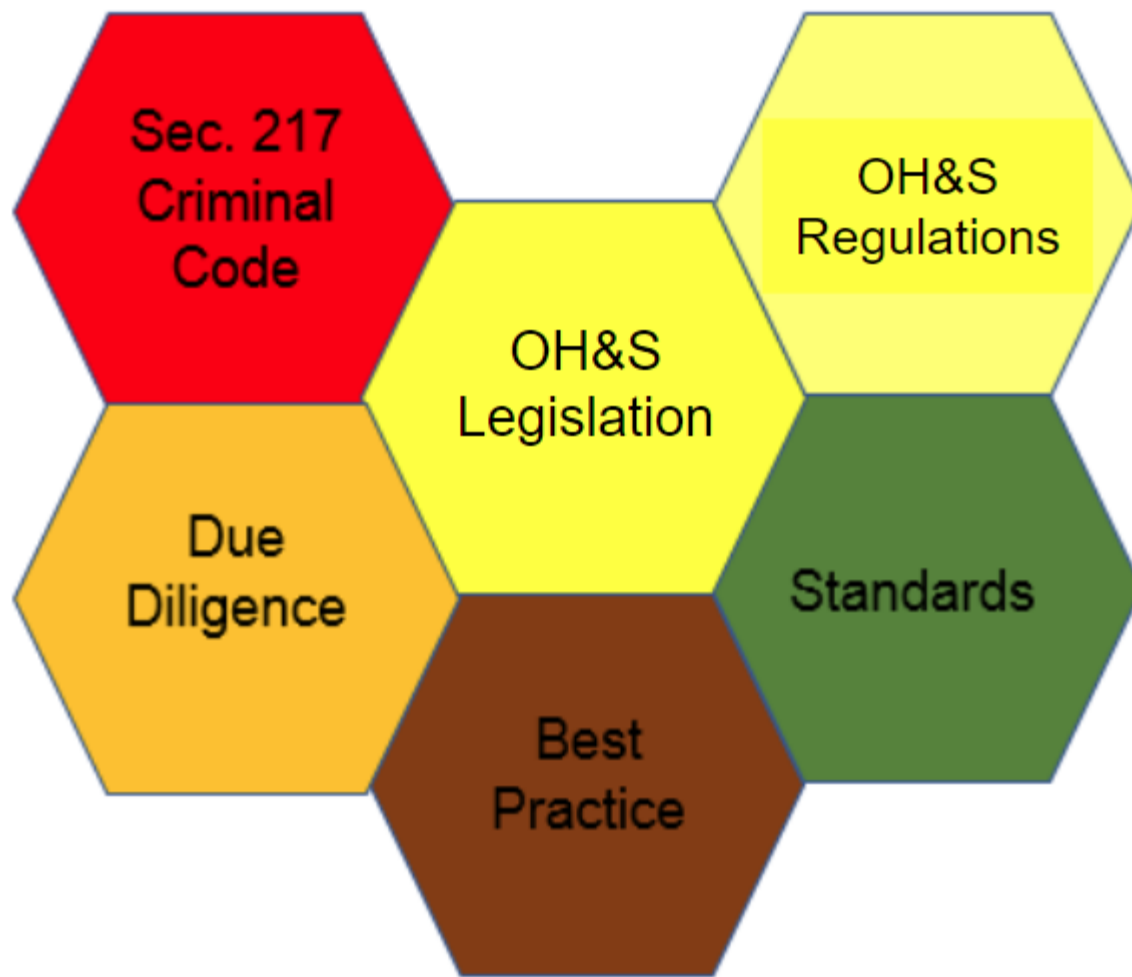 Sec. 217
Criminal
Code
OH&S
Regulations
OH&S
Legislation
Due
Diligence
Standards
Best
Practice